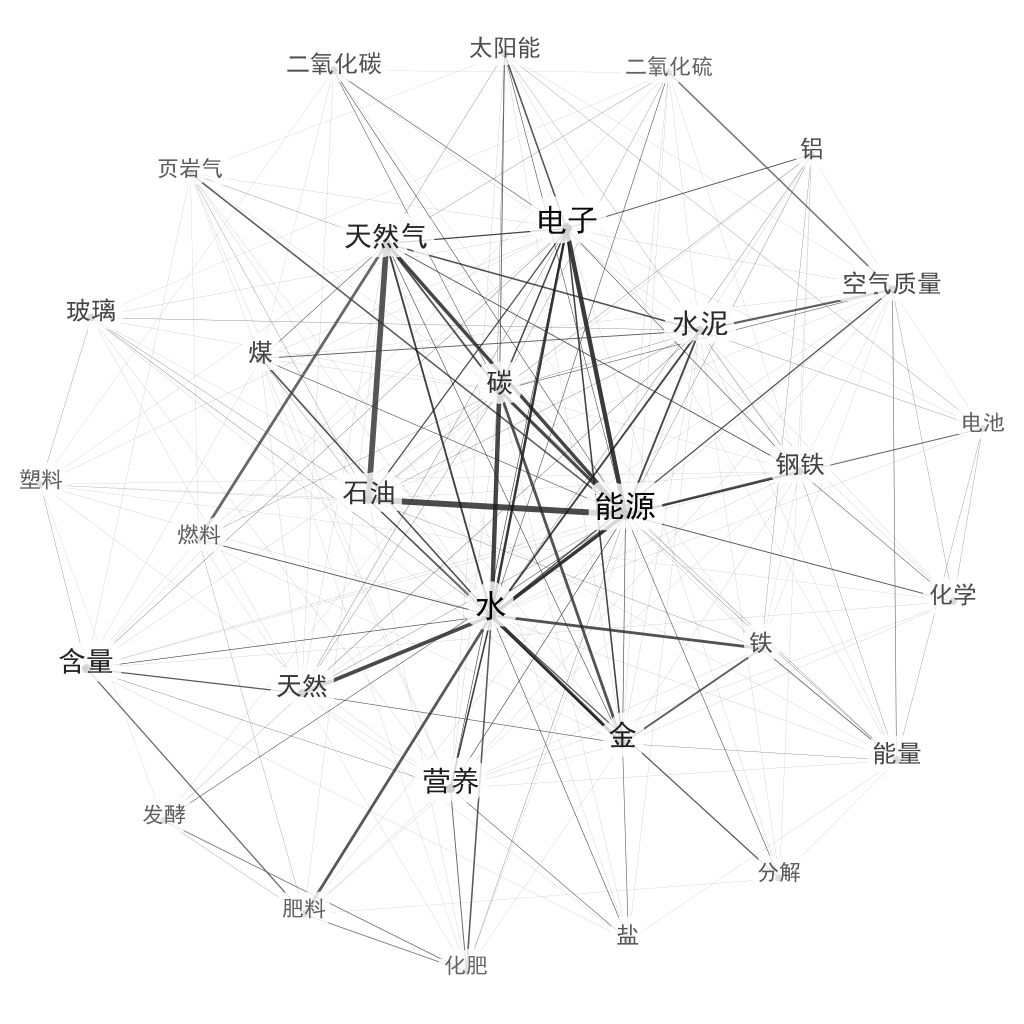 太阳能
二氧化碳
二氧化硫
铝
页岩气
电子
天然气
空气质量
玻璃
水泥
煤
碳
电池
钢铁
塑料
石油
能源
燃料
化学
水
铁
含量
天然
金
能量
营养
发酵
分解
肥料
盐
化肥